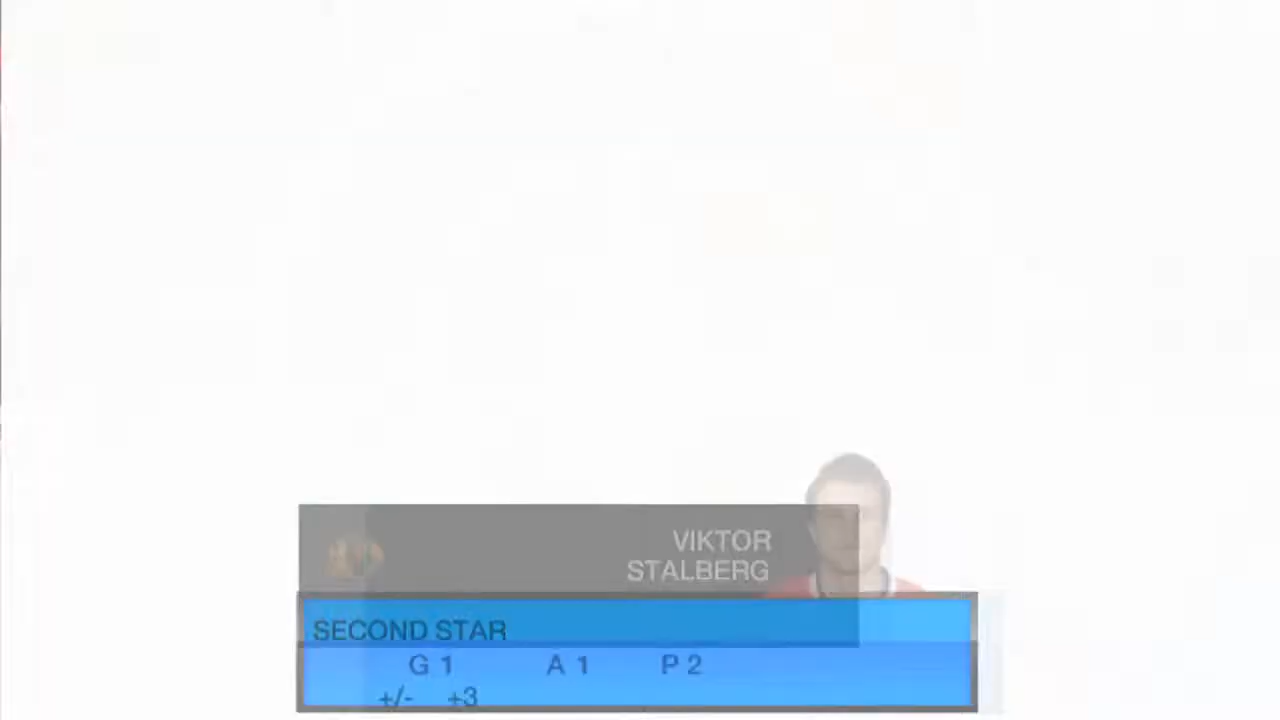 VIKTOR
STALBERG
SECOND STAR
G 1 A 1 P 2
+/- +3